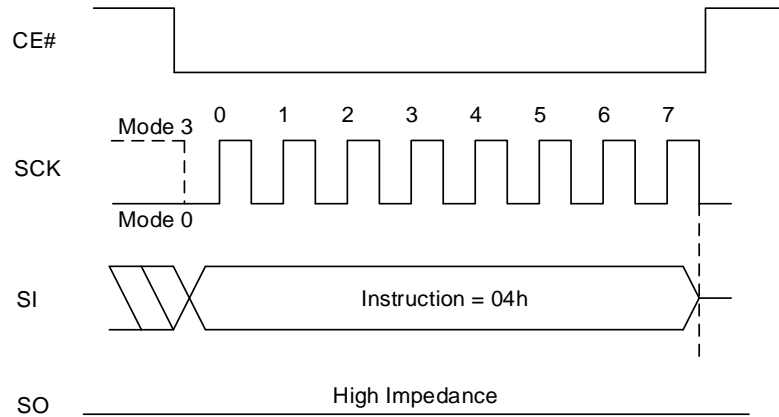 CE#
0 1 2 3 4 5 6 7
Mode 3
SCK
Mode 0
SI
Instruction = 04h
SO
High Impedance